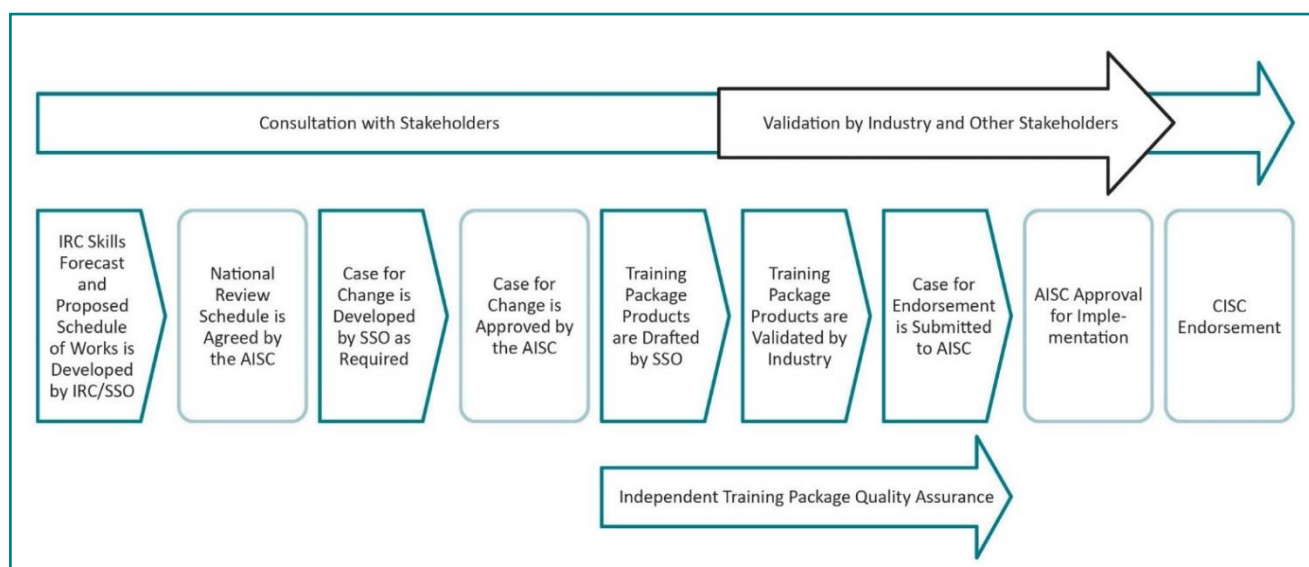 Consultation with Stakeholders
Validation by Industry and Other Stakeholders
IRC Skills
Forecast
and
Proposed
Schedule
of Works is
Developed
by IRC/SSO
National
Review
Schedule is
Agreed by
the AISC
Case for
Change is
Developed
by SSO as
Required
Case for
Change is
Approved by
the AISC
Training
Package
Products
are Drafted
by SSO
Training
Package
Products are
Validated by
Industry
Case for
Endorsement
is Submitted
to AISC
AISC Approval
for Imple-
mentation
CISC
Endorsement
Independent Training Package Quality Assurance